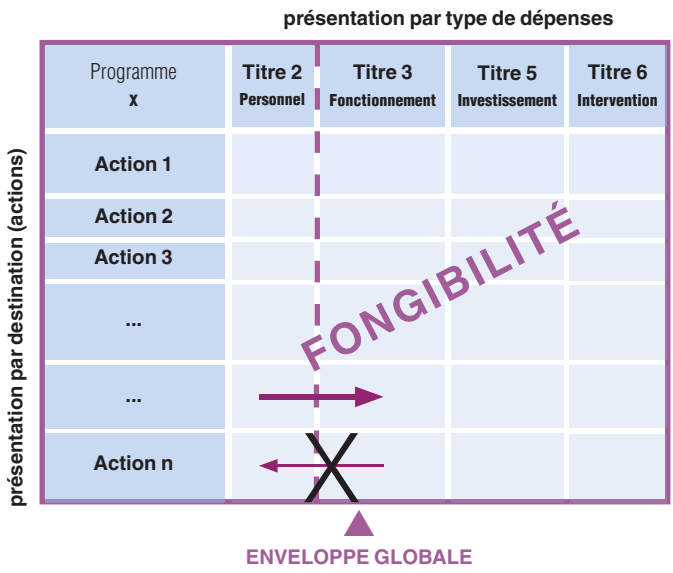 présentation par type de dépenses
présentation par destination (actions)
Programme
x
Titre 2
Personnel
Titre 3
Fonctionnement
Titre 5
Investissement
Titre 6
Intervention
Action 1
Action 2
Action 3
...
...
Action n
FONGIBILITÉ
ENVELOPPE GLOBALE